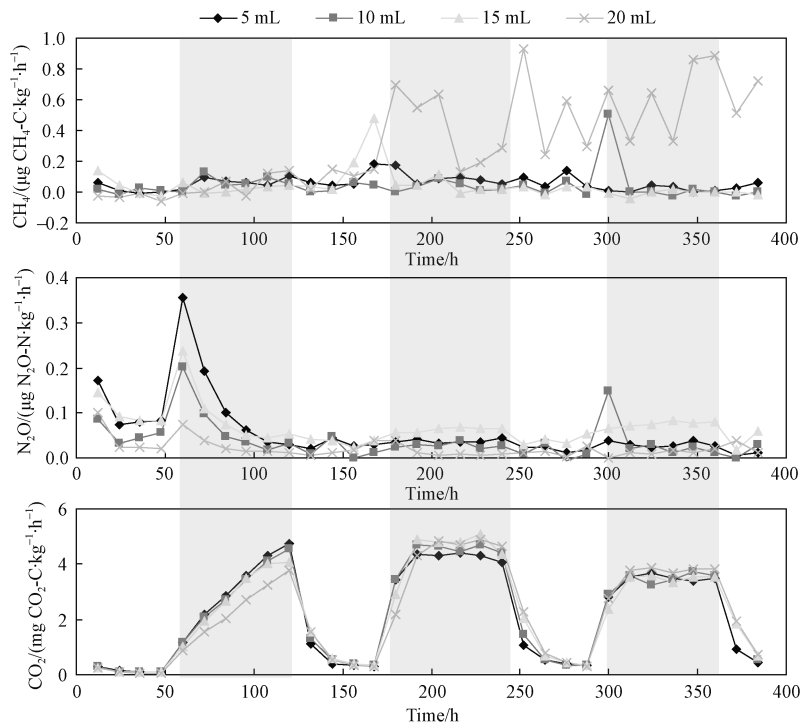 5 mL 10 mL 15 mL 20 mL
CH₄/(μg CH₄-C·kg⁻¹·h⁻¹)
1.0
0.8
0.6
0.4
0.2
0.0
−0.2
0 50 100 150 200 250 300 350 400
Time/h
N₂O/(μg N₂O-N·kg⁻¹·h⁻¹)
0.4
0.3
0.2
0.1
0.0
0 50 100 150 200 250 300 350 400
Time/h
CO₂/(mg CO₂-C·kg⁻¹·h⁻¹)
6
4
2
0
0 50 100 150 200 250 300 350 400
Time/h